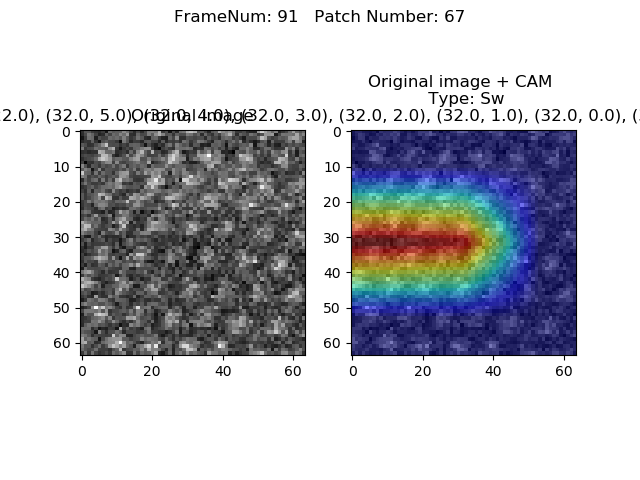 FrameNum: 91   Patch Number: 67
Original image + CAM
Type: Sw
2.0), (32.0, 5.0), (32.0, 4.0), (32.0, 3.0), (32.0, 2.0), (32.0, 1.0), (32.0, 0.0), (
Original image
0
10
20
30
40
50
60
0 20 40 60
0
10
20
30
40
50
60
0 20 40 60